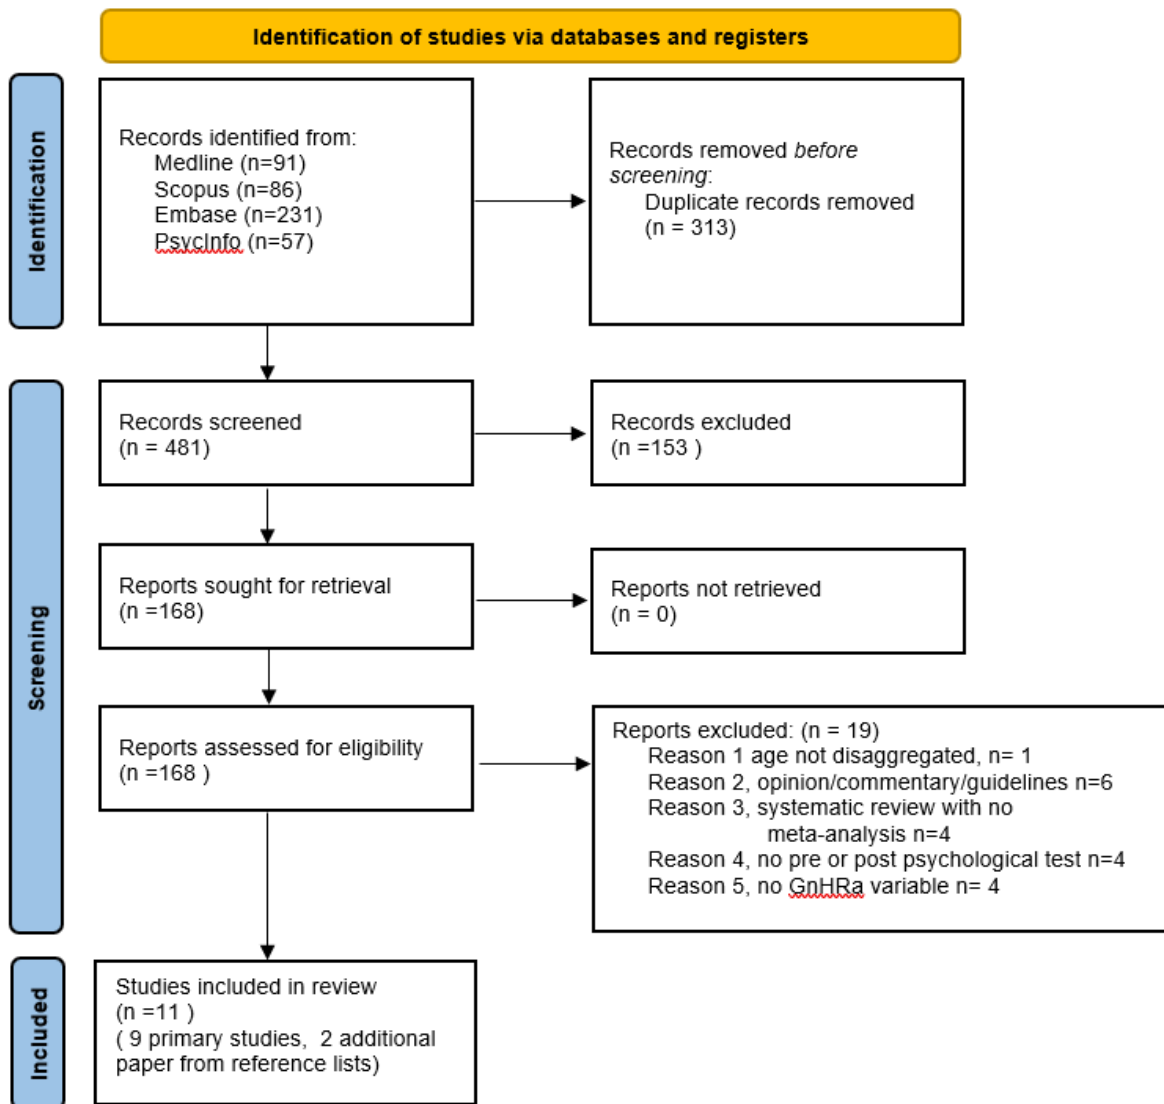 Identification of studies via databases and registers
Identification
Records identified from:
Medline (n=91)
Scopus (n=86)
Embase (n=231)
PsycInfo (n=57)
Records removed before
screening:
Duplicate records removed
(n = 313)
Screening
Records screened
(n = 481)
Records excluded
(n =153 )
Reports sought for retrieval
(n =168)
Reports not retrieved
(n = 0)
Reports assessed for eligibility
(n =168 )
Reports excluded: (n = 19)
Reason 1 age not disaggregated, n= 1
Reason 2, opinion/commentary/guidelines n=6
Reason 3, systematic review with no
meta-analysis n=4
Reason 4, no pre or post psychological test n=4
Reason 5, no GnHRa variable n= 4
Included
Studies included in review
(n =11 )
( 9 primary studies, 2 additional
paper from reference lists)